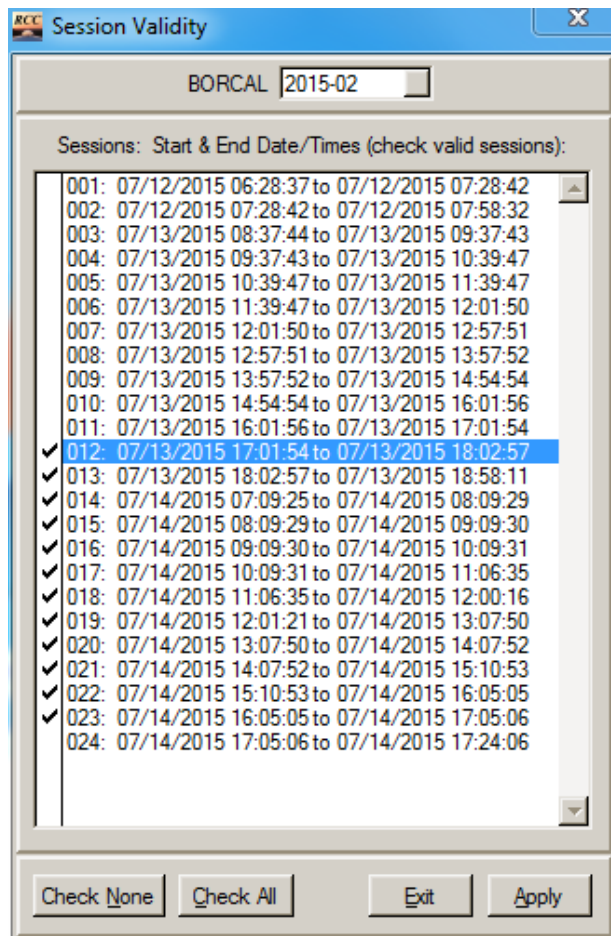 RCC Session Validity
BORCAL 2015-02
Sessions: Start & End Date/Times (check valid sessions):
001: 07/12/2015 06:28:37 to 07/12/2015 07:28:42
002: 07/12/2015 07:28:42 to 07/12/2015 07:58:32
003: 07/13/2015 08:37:44 to 07/13/2015 09:37:43
004: 07/13/2015 09:37:43 to 07/13/2015 10:39:47
005: 07/13/2015 10:39:47 to 07/13/2015 11:39:47
006: 07/13/2015 11:39:47 to 07/13/2015 12:01:50
007: 07/13/2015 12:01:50 to 07/13/2015 12:57:51
008: 07/13/2015 12:57:51 to 07/13/2015 13:57:52
009: 07/13/2015 13:57:52 to 07/13/2015 14:54:54
010: 07/13/2015 14:54:54 to 07/13/2015 16:01:56
011: 07/13/2015 16:01:56 to 07/13/2015 17:01:54
012: 07/13/2015 17:01:54 to 07/13/2015 18:02:57
013: 07/13/2015 18:02:57 to 07/13/2015 18:58:11
014: 07/14/2015 07:09:25 to 07/14/2015 08:09:29
015: 07/14/2015 08:09:29 to 07/14/2015 09:09:30
016: 07/14/2015 09:09:30 to 07/14/2015 10:09:31
017: 07/14/2015 10:09:31 to 07/14/2015 11:06:35
018: 07/14/2015 11:06:35 to 07/14/2015 12:00:16
019: 07/14/2015 12:01:21 to 07/14/2015 13:07:50
020: 07/14/2015 13:07:50 to 07/14/2015 14:07:52
021: 07/14/2015 14:07:52 to 07/14/2015 15:10:53
022: 07/14/2015 15:10:53 to 07/14/2015 16:05:05
023: 07/14/2015 16:05:05 to 07/14/2015 17:05:06
024: 07/14/2015 17:05:06 to 07/14/2015 17:24:06
Check None Check All Exit Apply